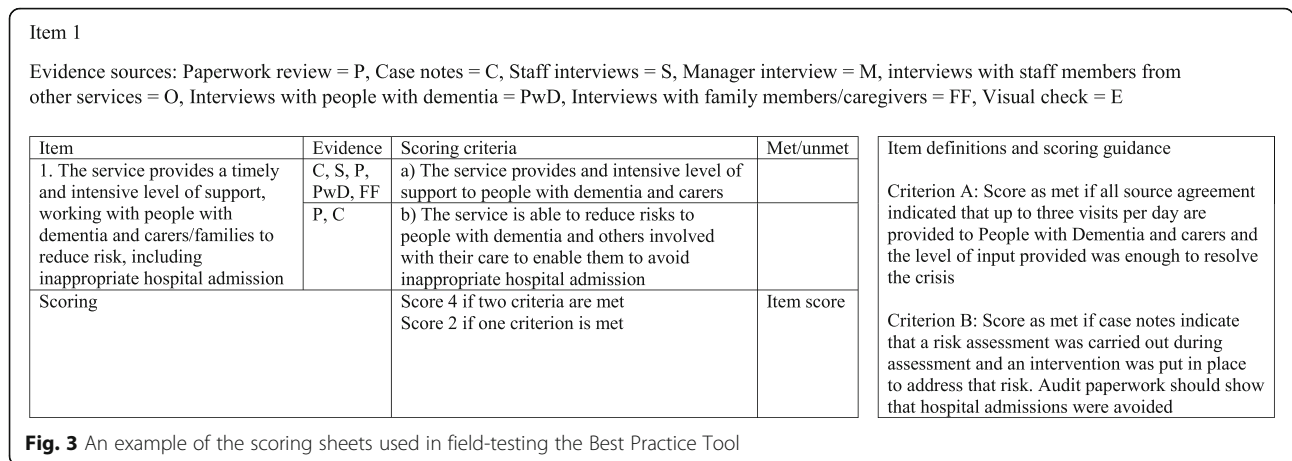 Item 1
Evidence sources: Paperwork review = P, Case notes = C, Staff interviews = S, Manager interview = M, interviews with staff members from
other services = O, Interviews with people with dementia = PwD, Interviews with family members/caregivers = FF, Visual check = E
Item
Evidence
Scoring criteria
Met/unmet
1. The service provides a timely
and intensive level of support,
working with people with
dementia and carers/families to
reduce risk, including
inappropriate hospital admission
C, S, P,
PwD, FF
a) The service provides and intensive level of
support to people with dementia and carers
P, C
b) The service is able to reduce risks to
people with dementia and others involved
with their care to enable them to avoid
inappropriate hospital admission
Scoring
Score 4 if two criteria are met
Score 2 if one criterion is met
Item score
Item definitions and scoring guidance
Criterion A: Score as met if all source agreement
indicated that up to three visits per day are
provided to People with Dementia and carers and
the level of input provided was enough to resolve
the crisis
Criterion B: Score as met if case notes indicate
that a risk assessment was carried out during
assessment and an intervention was put in place
to address that risk. Audit paperwork should show
that hospital admissions were avoided
Fig. 3 An example of the scoring sheets used in field-testing the Best Practice Tool